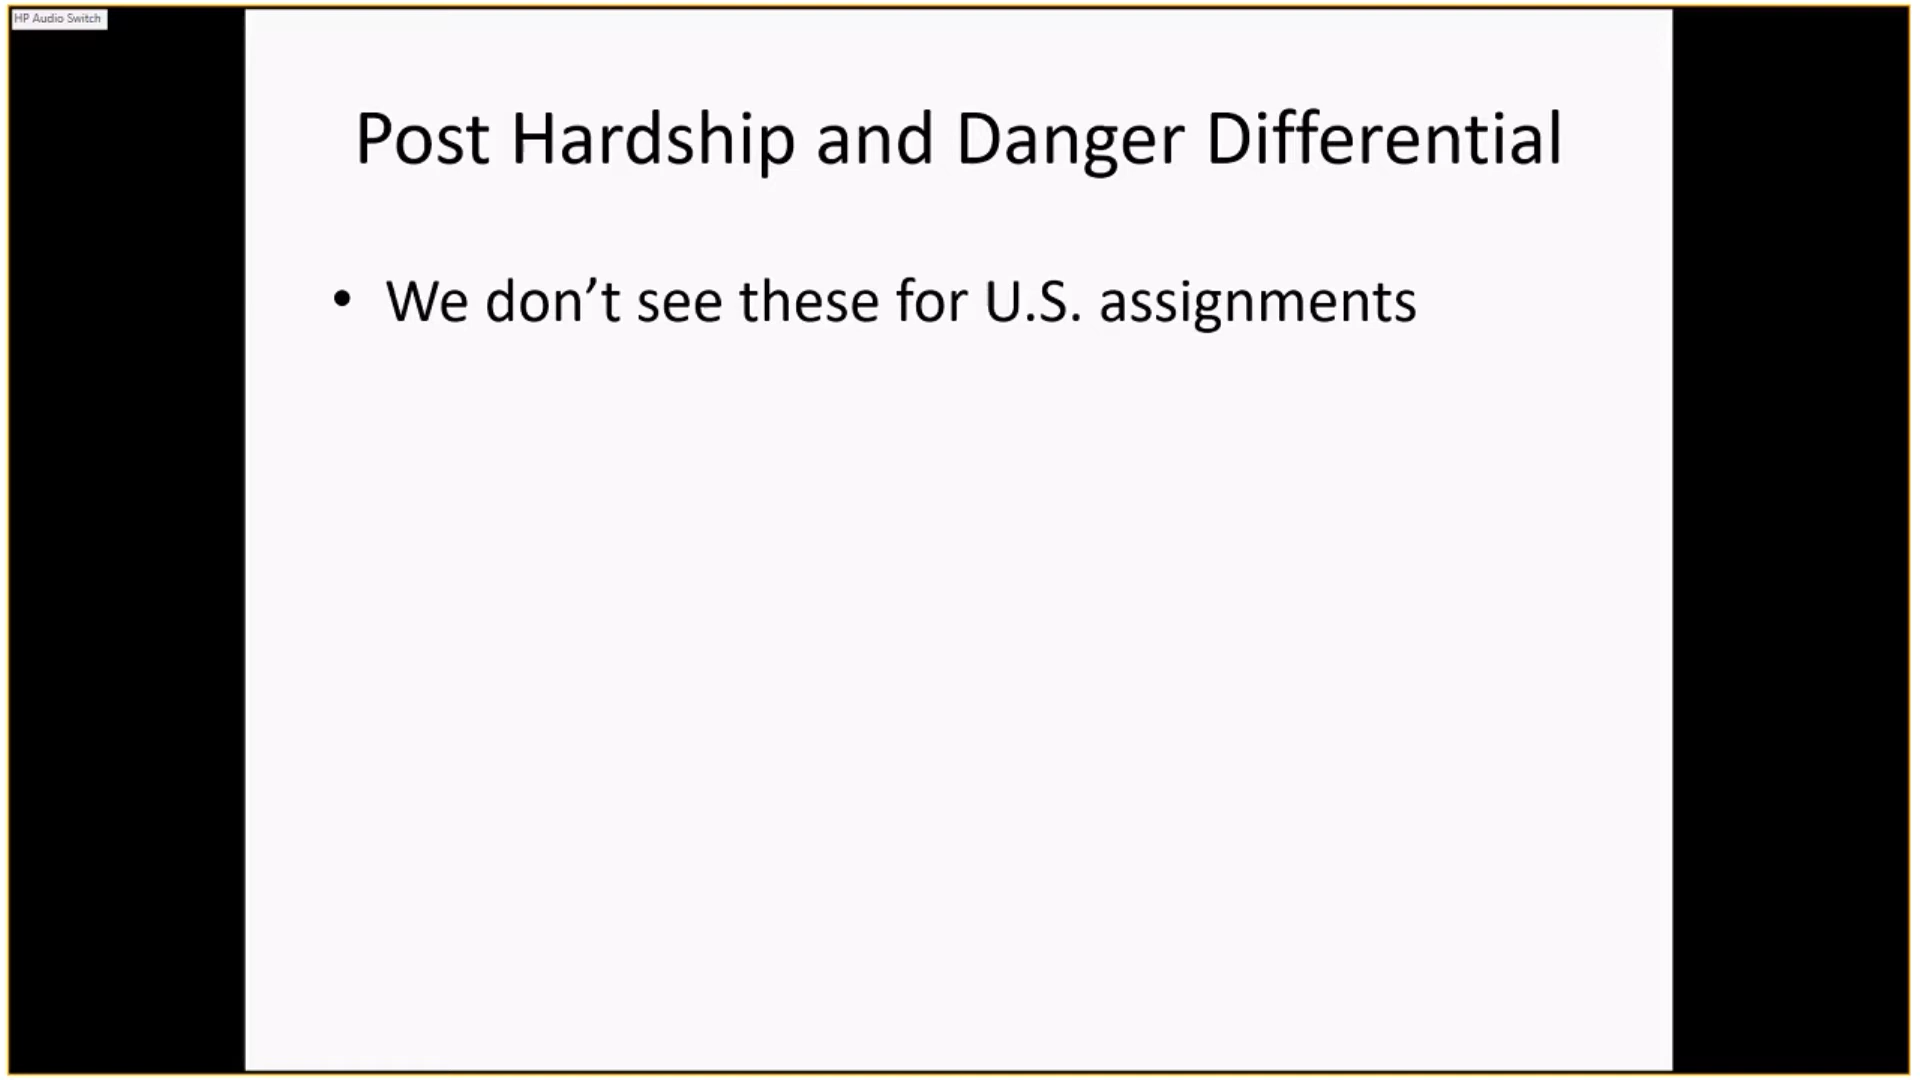 HP Audio Switch
Post Hardship and Danger Differential
• We don’t see these for U.S. assignments